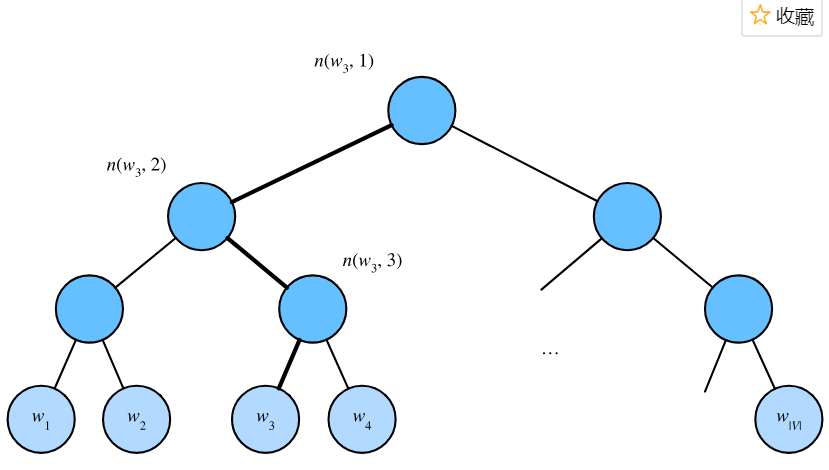 收藏
n(w₃, 1)
n(w₃, 2)
n(w₃, 3)
...
w₁ w₂ w₃ w₄ w|V|